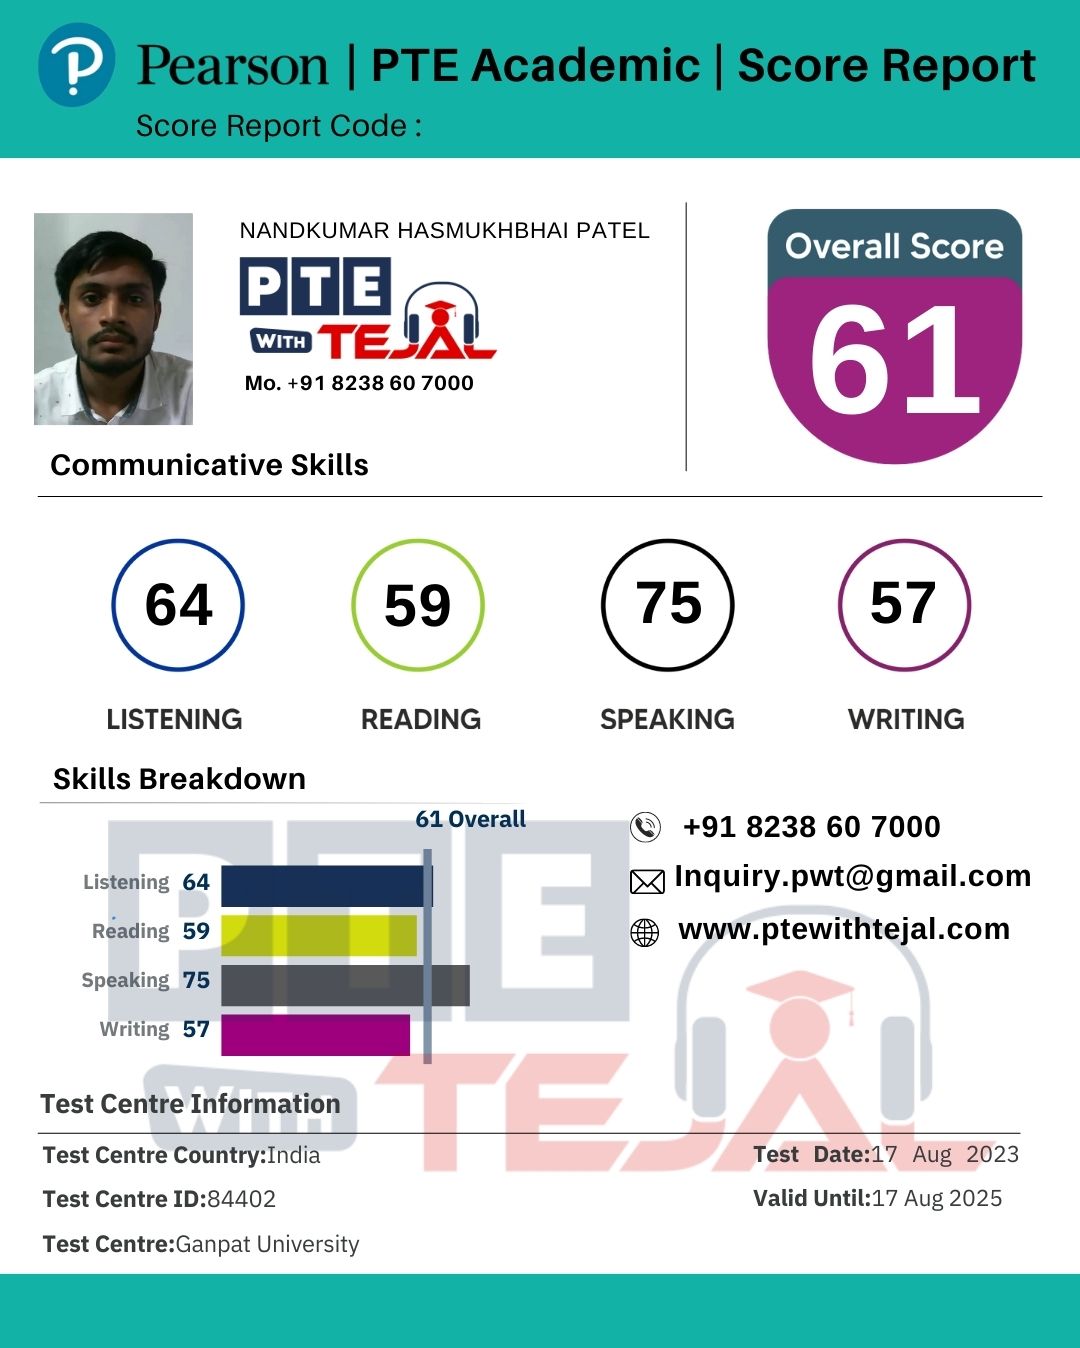 Pearson | PTE Academic | Score Report
Score Report Code :
NANDKUMAR HASMUKHBHAI PATEL
PTE
WITH TEJAL
Mo. +91 8238 60 7000
Overall Score
61
Communicative Skills
64 59 75 57
LISTENING READING SPEAKING WRITING
Skills Breakdown
61 Overall
Listening 64
Reading 59
Speaking 75
Writing 57
+91 8238 60 7000
Inquiry.pwt@gmail.com
www.ptewithtejal.com
PTE
WITH TEJAL
Test Centre Information
Test Centre Country:India
Test Centre ID:84402
Test Centre:Ganpat University
Test Date:17 Aug 2023
Valid Until:17 Aug 2025